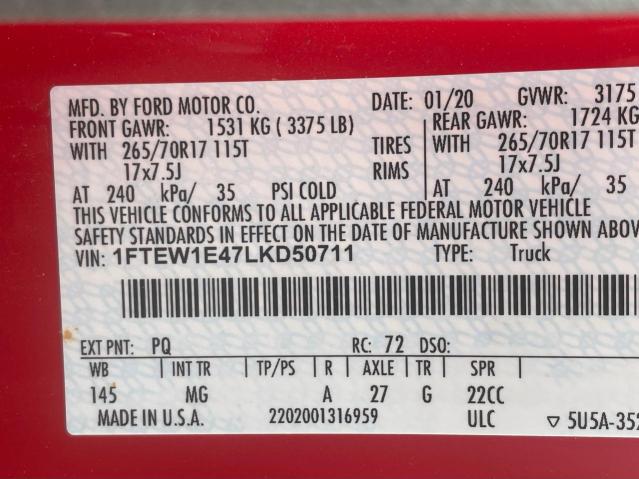 MFD. BY FORD MOTOR CO. DATE: 01/20 GVWR: 3175
FRONT GAWR: 1531 KG ( 3375 LB) REAR GAWR: 1724 KG
WITH 265/70R17 115T TIRES WITH 265/70R17 115T
17x7.5J RIMS 17x7.5J
AT 240 kPa/ 35 PSI COLD AT 240 kPa/ 35
THIS VEHICLE CONFORMS TO ALL APPLICABLE FEDERAL MOTOR VEHICLE
SAFETY STANDARDS IN EFFECT ON THE DATE OF MANUFACTURE SHOWN ABOV
VIN: 1FTEW1E47LKD50711 TYPE: Truck
EXT PNT: PQ RC: 72 DSO:
WB INT TR TP/PS R AXLE TR SPR
145 MG A 27 G 22CC
MADE IN U.S.A. 2202001316959 ULC ▽ 5U5A-352